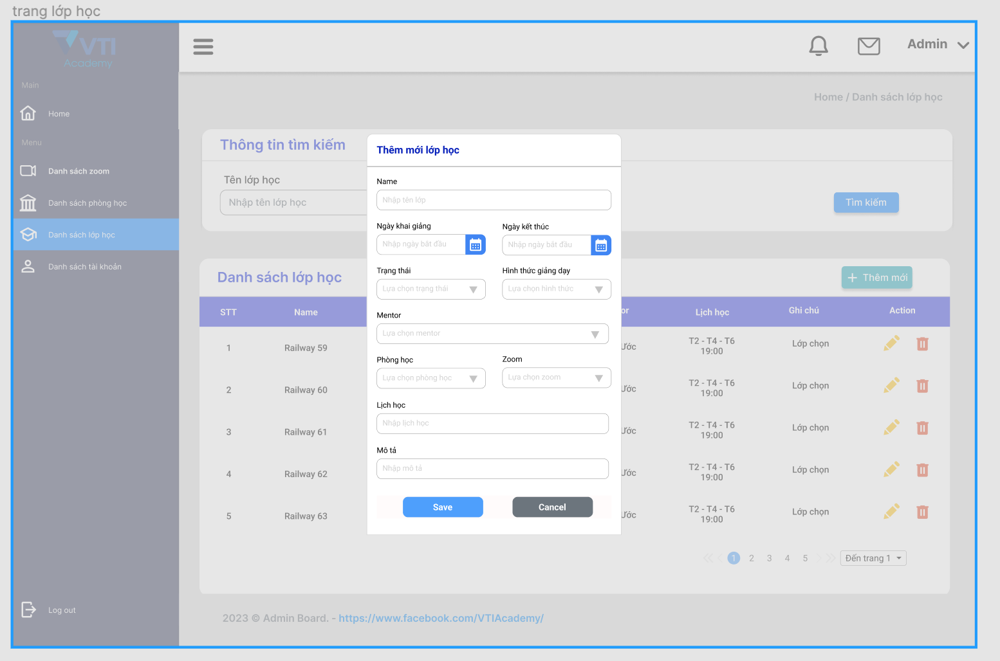 trang lớp học
VTI
Academy
Admin
Main
Home
Menu
Danh sách zoom
Danh sách phòng học
Danh sách lớp học
Danh sách tài khoản
Log out
Home / Danh sách lớp học
Thông tin tìm kiếm
Tên lớp học
Nhập tên lớp học
Tìm kiếm
Danh sách lớp học
+ Thêm mới
STT Name or Lịch học Ghi chú Action
1 Railway 59 Ước T2 - T4 - T6 Lớp chọn
19:00
2 Railway 60 Ước T2 - T4 - T6 Lớp chọn
19:00
3 Railway 61 Ước T2 - T4 - T6 Lớp chọn
19:00
4 Railway 62 Ước T2 - T4 - T6 Lớp chọn
19:00
5 Railway 63 Ước T2 - T4 - T6 Lớp chọn
19:00
1 2 3 4 5 Đến trang 1
2023 © Admin Board. - https://www.facebook.com/VTIAcademy/
Thêm mới lớp học
Name
Nhập tên lớp
Ngày khai giảng Ngày kết thúc
Nhập ngày bắt đầu Nhập ngày bắt đầu
Trạng thái Hình thức giảng dạy
Lựa chọn trạng thái Lựa chọn hình thức
Mentor
Lựa chọn mentor
Phòng học Zoom
Lựa chọn phòng học Lựa chọn zoom
Lịch học
Nhập lịch học
Mô tả
Nhập mô tả
Save Cancel